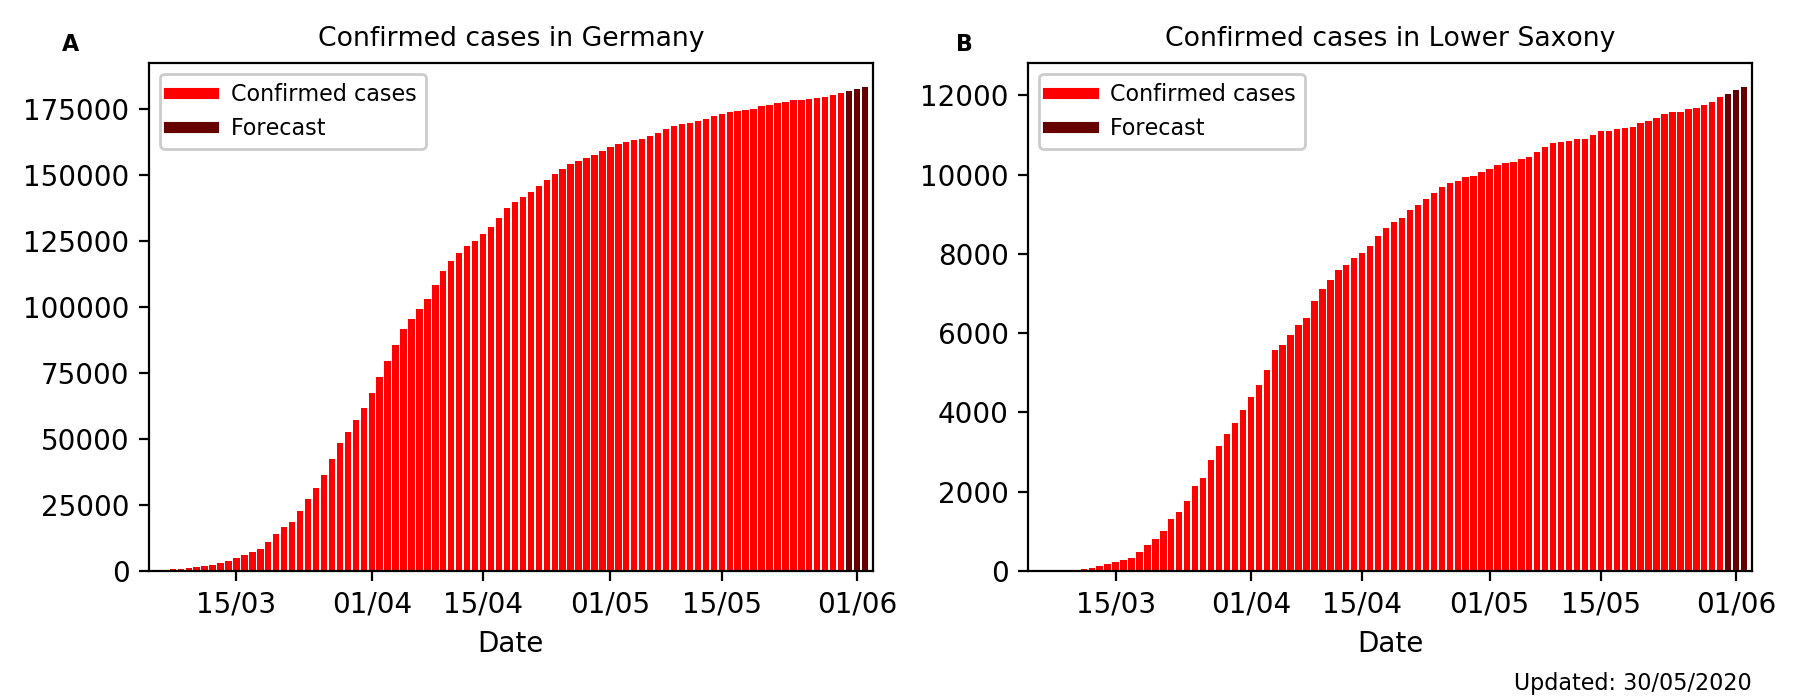 A
Confirmed cases in Germany
Confirmed cases
Forecast
175000
150000
125000
100000
75000
50000
25000
0
15/03 01/04 15/04 01/05 15/05 01/06
Date
B
Confirmed cases in Lower Saxony
Confirmed cases
Forecast
12000
10000
8000
6000
4000
2000
0
15/03 01/04 15/04 01/05 15/05 01/06
Date
Updated: 30/05/2020